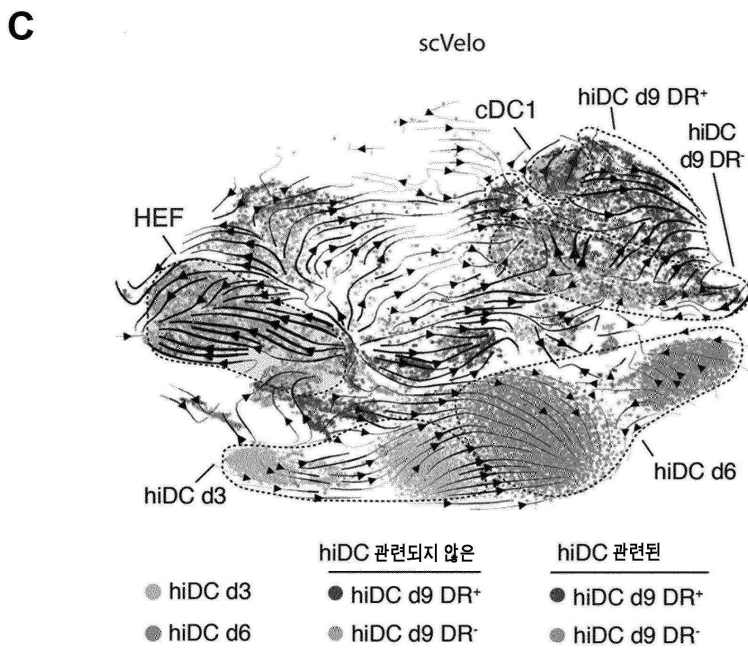 C
scVelo
hiDC d9 DR⁺
cDC1
hiDC
d9 DR⁻
HEF
hiDC d6
hiDC d3
hiDC 관련되지 않은
hiDC 관련된
hiDC d3
hiDC d9 DR⁺
hiDC d9 DR⁺
hiDC d6
hiDC d9 DR⁻
hiDC d9 DR⁻